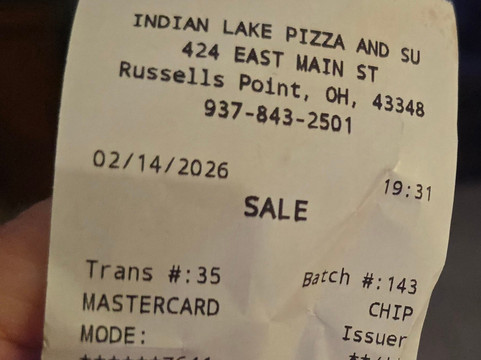 INDIAN LAKE PIZZA AND SU
424 EAST MAIN ST
Russells Point, OH, 43348
937-843-2501
02/14/2026 19:31
SALE
Trans #:35 Batch #:143
MASTERCARD CHIP
MODE: Issuer